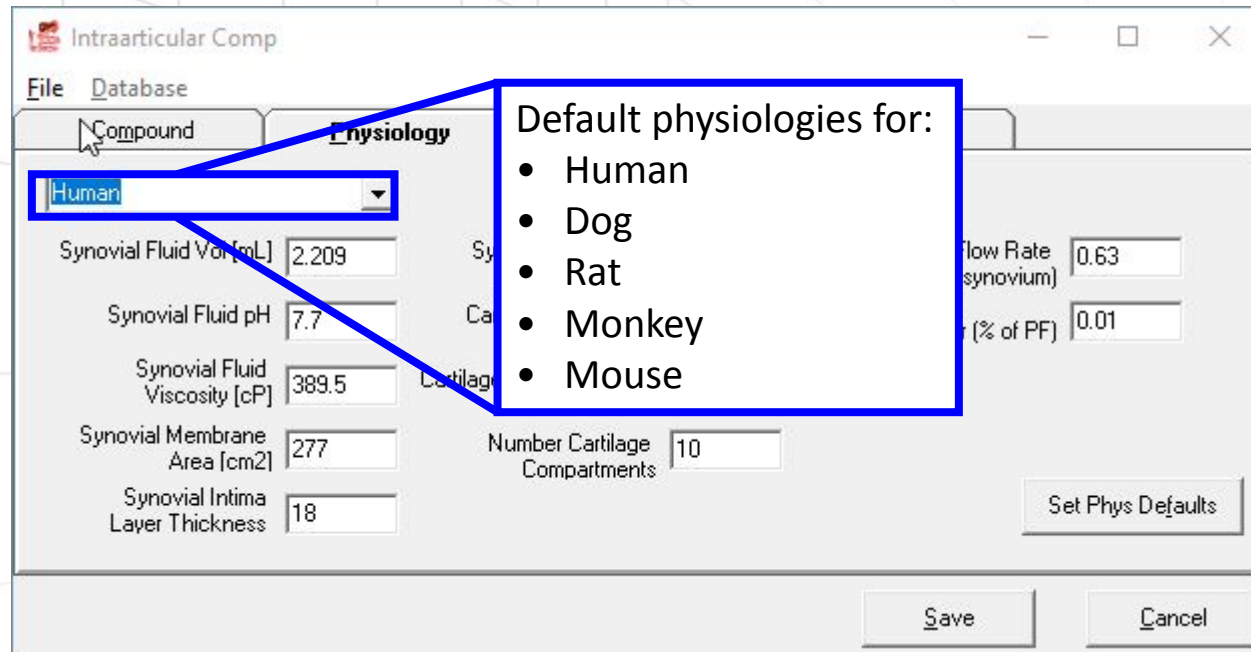 Intraarticular Comp
File Database
Compound
Physiology
Default physiologies for:
• Human
• Dog
• Rat
• Monkey
• Mouse
Human
Synovial Fluid Vol [mL] 2.209
Synovial Fluid pH 7.7
Synovial Fluid
Viscosity [cP] 389.5
Synovial Membrane
Area [cm2] 277
Synovial Intima
Layer Thickness 18
Sy
Ca
Cartilag
Number Cartilage
Compartments 10
Flow Rate
synovium) 0.63
(% of PF) 0.01
Set Phys Defaults
Save
Cancel